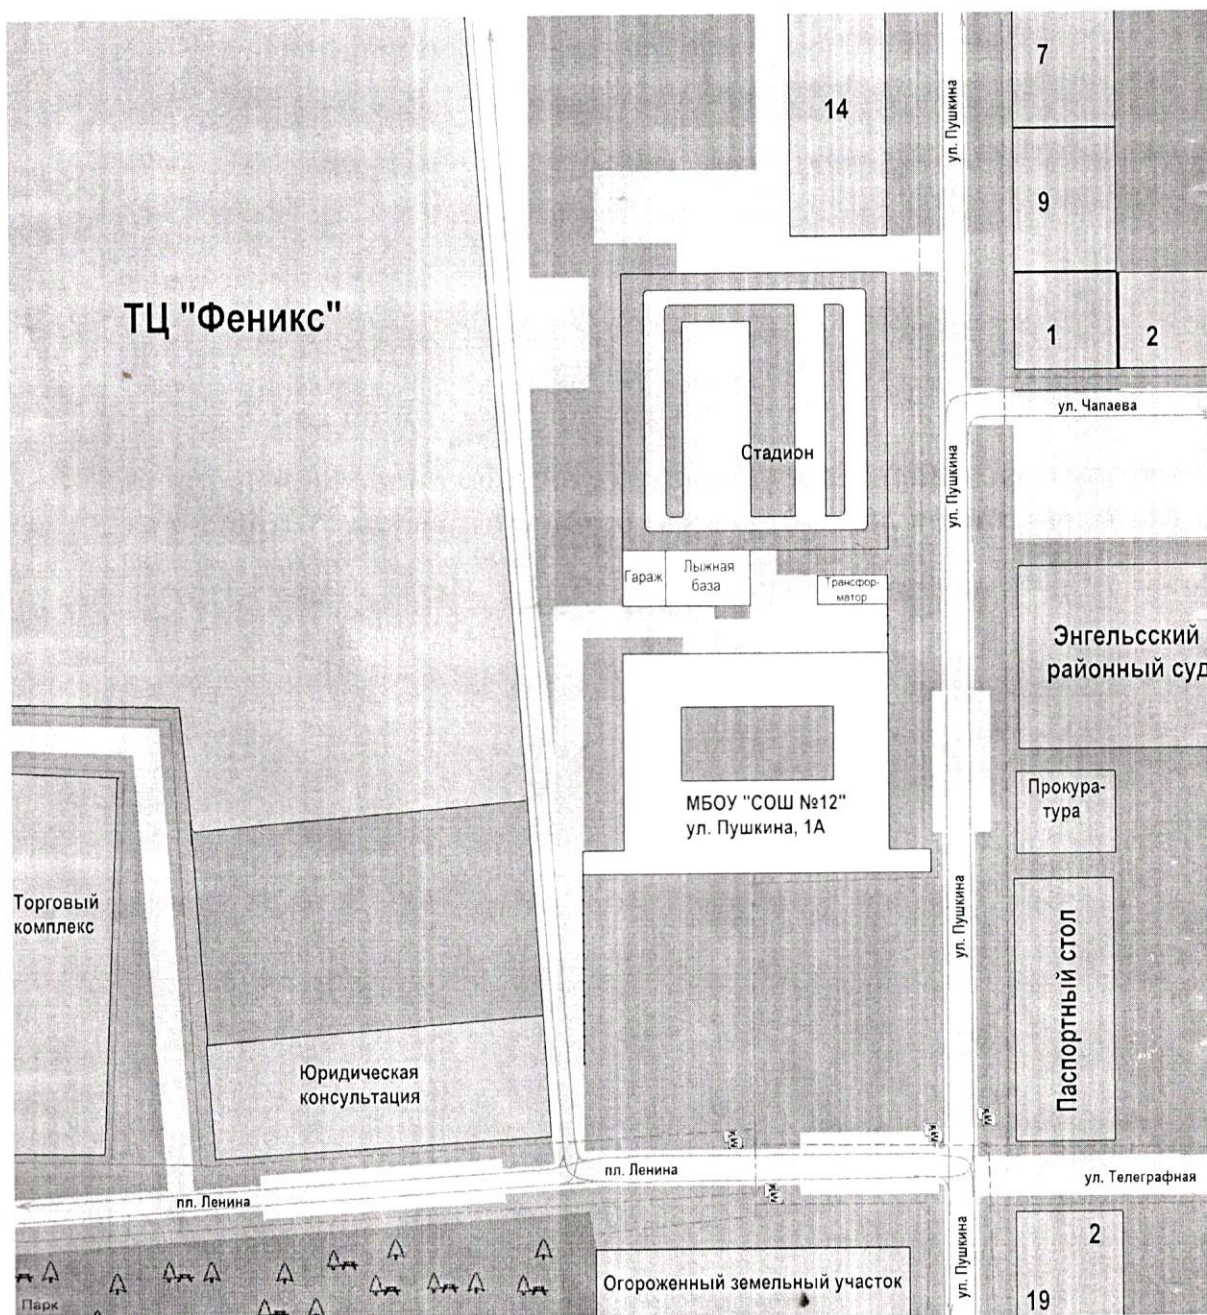 7
14
ул. Пушкина
9
ТЦ "Феникс"
1
2
ул. Чапаева
Стадион
ул. Пушкина
Гараж
Лыжная
база
Трансфор-
матор
Энгельсский
районный суд
Прокура-
тура
МБОУ "СОШ №12"
ул. Пушкина, 1А
Торговый
комплекс
ул. Пушкина
Паспортный стол
Юридическая
консультация
пл. Ленина
ул. Телеграфная
пл. Ленина
ул. Пушкина
2
Огороженный земельный участок
19
Парк